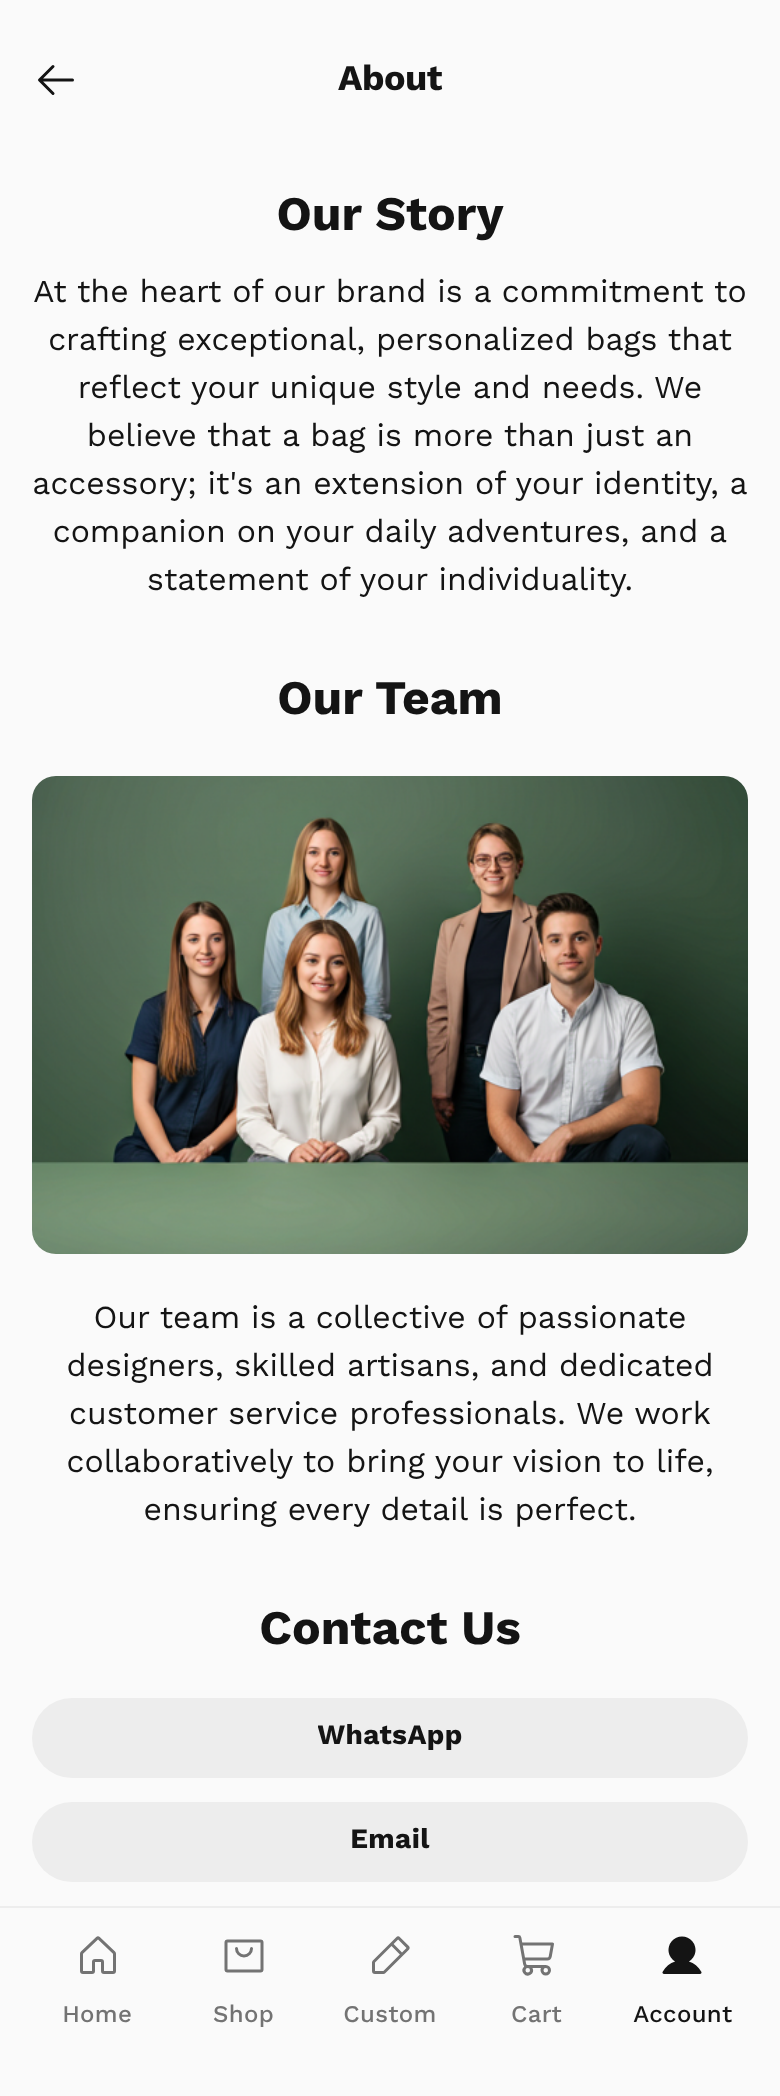 About
Our Story
At the heart of our brand is a commitment to
crafting exceptional, personalized bags that
reflect your unique style and needs. We
believe that a bag is more than just an
accessory; it's an extension of your identity, a
companion on your daily adventures, and a
statement of your individuality.
Our Team
Our team is a collective of passionate
designers, skilled artisans, and dedicated
customer service professionals. We work
collaboratively to bring your vision to life,
ensuring every detail is perfect.
Contact Us
WhatsApp
Email
Home Shop Custom Cart Account